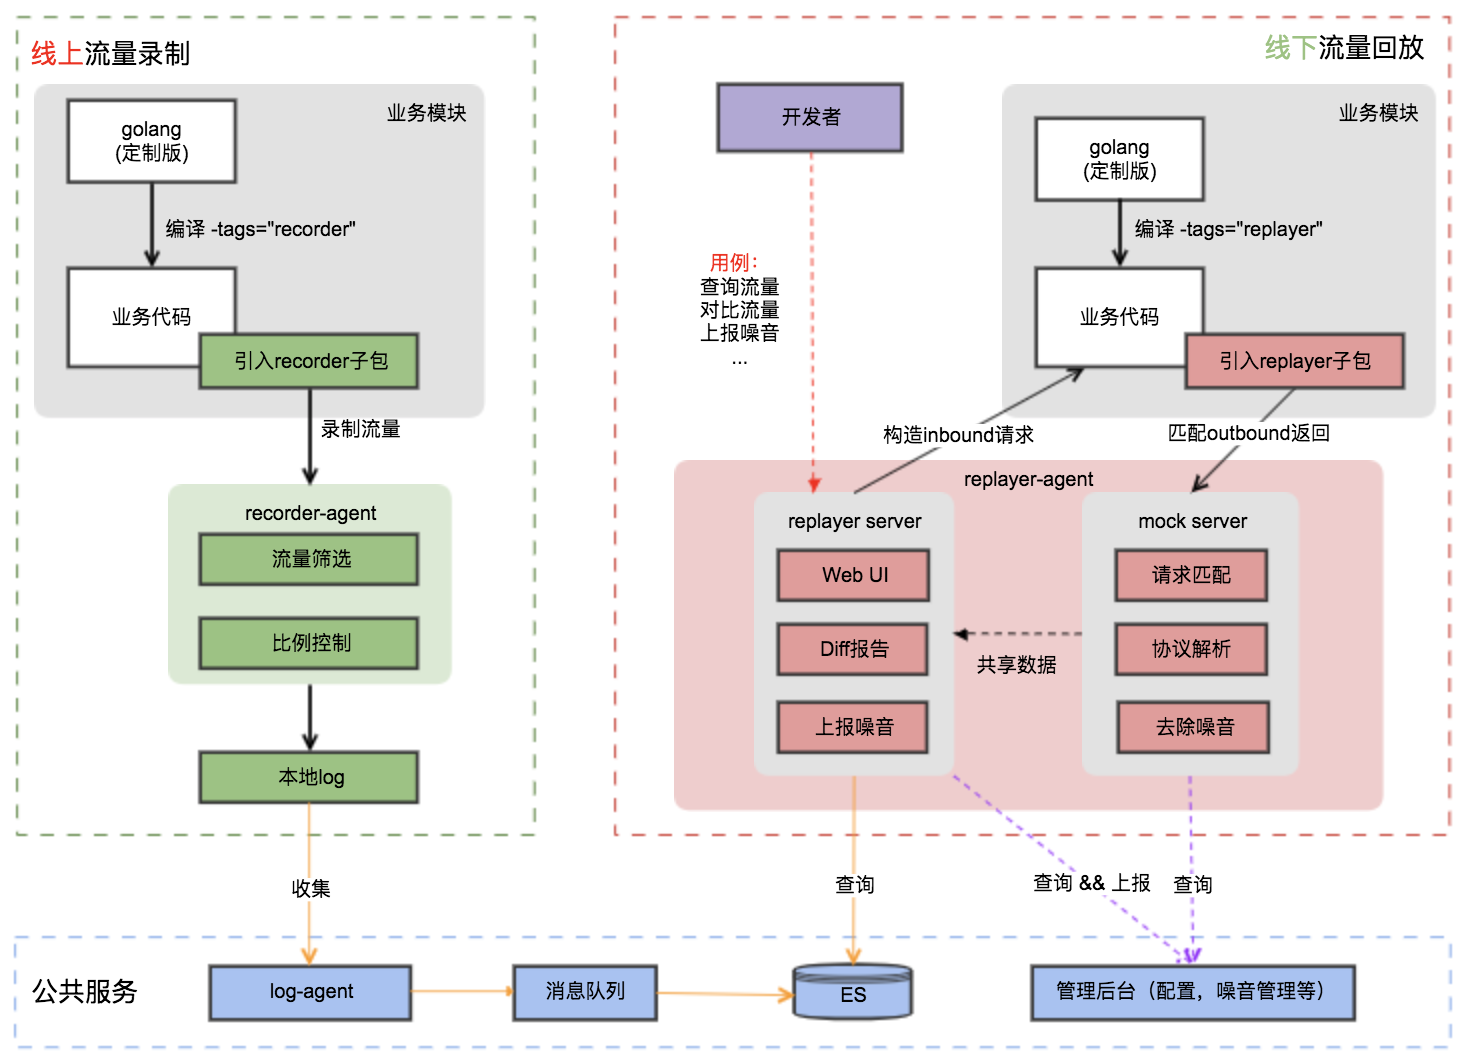 线上流量录制
业务模块
golang
(定制版)
编译 -tags="recorder"
业务代码
引入recorder子包
录制流量
recorder-agent
流量筛选
比例控制
本地log
收集
线下流量回放
开发者
业务模块
golang
(定制版)
编译 -tags="replayer"
用例：
查询流量
对比流量
上报噪音
...
业务代码
引入replayer子包
构造inbound请求
匹配outbound返回
replayer-agent
replayer server
Web UI
Diff报告
上报噪音
共享数据
mock server
请求匹配
协议解析
去除噪音
查询
查询 && 上报
查询
公共服务
log-agent
消息队列
ES
管理后台（配置，噪音管理等）